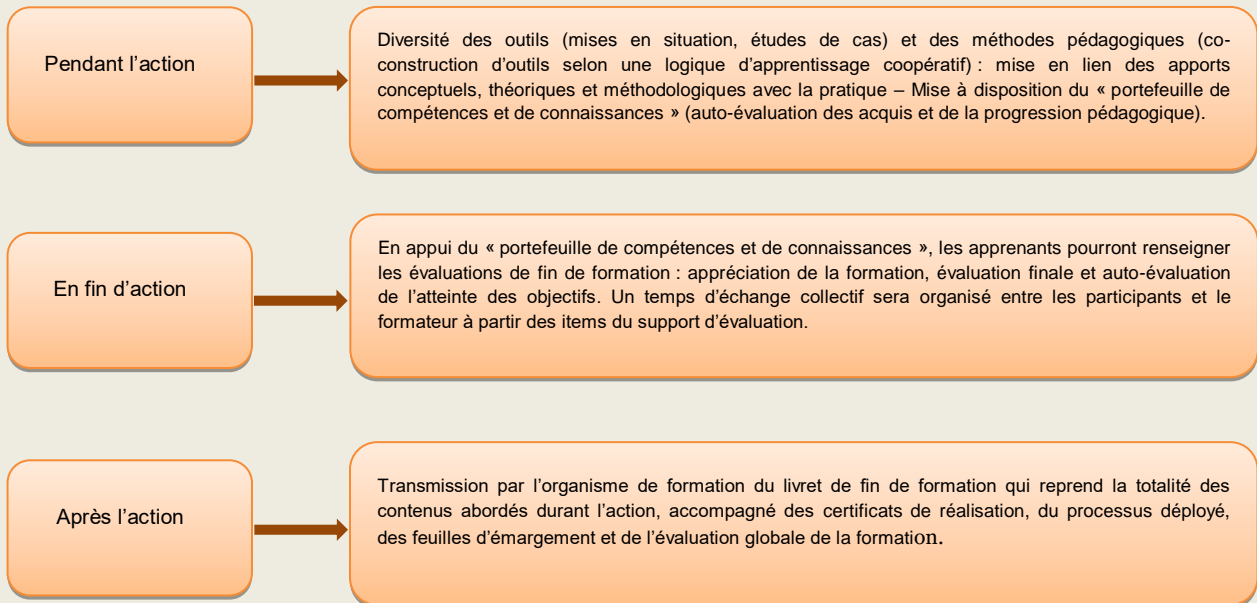 Pendant l'action
Diversité des outils (mises en situation, études de cas) et des méthodes pédagogiques (co-
construction d'outils selon une logique d'apprentissage coopératif) : mise en lien des apports
conceptuels, théoriques et méthodologiques avec la pratique – Mise à disposition du « portefeuille de
compétences et de connaissances » (auto-évaluation des acquis et de la progression pédagogique).
En fin d'action
En appui du « portefeuille de compétences et de connaissances », les apprenants pourront renseigner
les évaluations de fin de formation : appréciation de la formation, évaluation finale et auto-évaluation
de l'atteinte des objectifs. Un temps d'échange collectif sera organisé entre les participants et le
formateur à partir des items du support d'évaluation.
Après l'action
Transmission par l'organisme de formation du livret de fin de formation qui reprend la totalité des
contenus abordés durant l'action, accompagné des certificats de réalisation, du processus déployé,
des feuilles d'émargement et de l'évaluation globale de la formation.